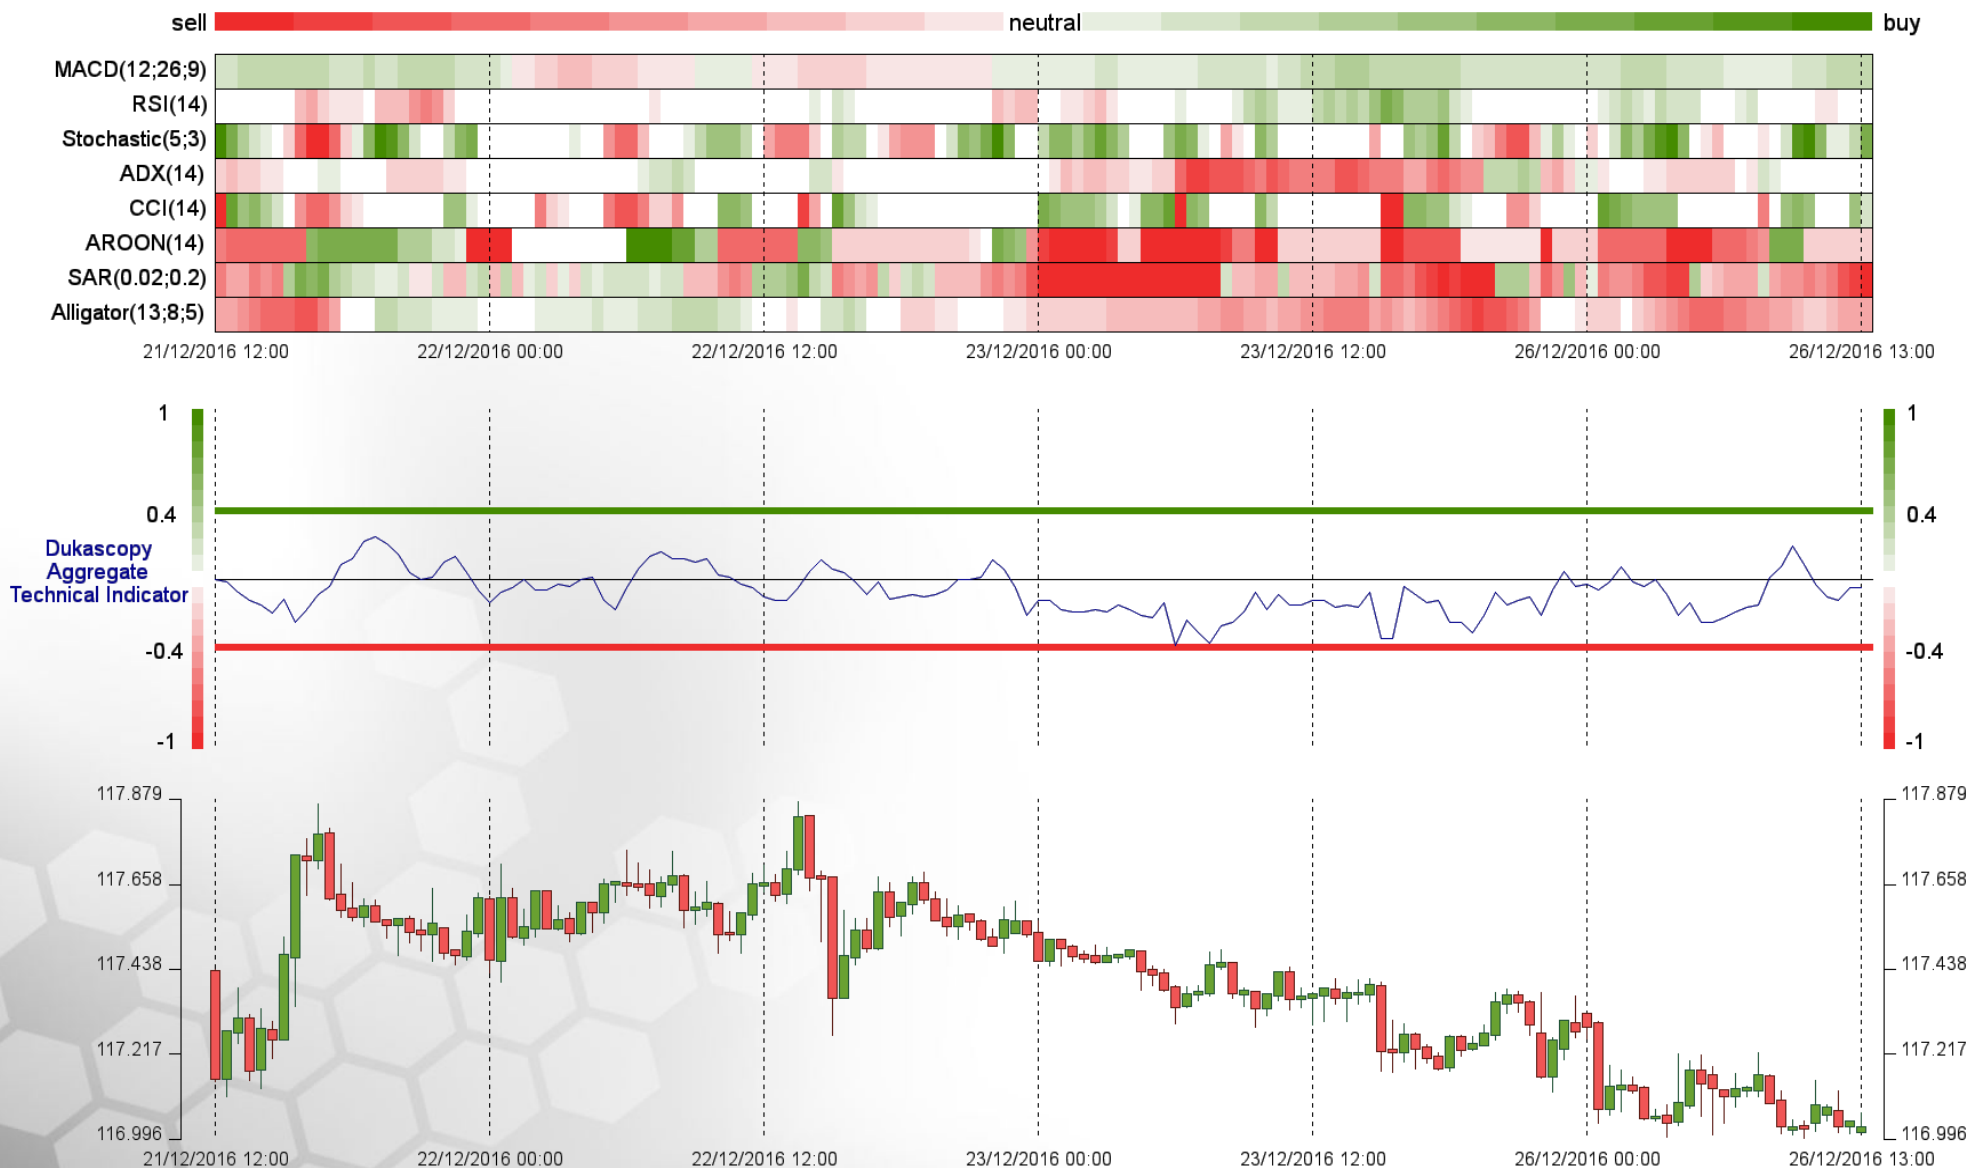 sell neutral buy
MACD(12;26;9)
RSI(14)
Stochastic(5;3)
ADX(14)
CCI(14)
AROON(14)
SAR(0.02;0.2)
Alligator(13;8;5)
21/12/2016 12:00 22/12/2016 00:00 22/12/2016 12:00 23/12/2016 00:00 23/12/2016 12:00 26/12/2016 00:00 26/12/2016 13:00
1 1
0.4 0.4
Dukascopy
Aggregate
Technical Indicator
-0.4 -0.4
-1 -1
117.879 117.879
117.658 117.658
117.438 117.438
117.217 117.217
116.996 116.996
21/12/2016 12:00 22/12/2016 00:00 22/12/2016 12:00 23/12/2016 00:00 23/12/2016 12:00 26/12/2016 00:00 26/12/2016 13:00